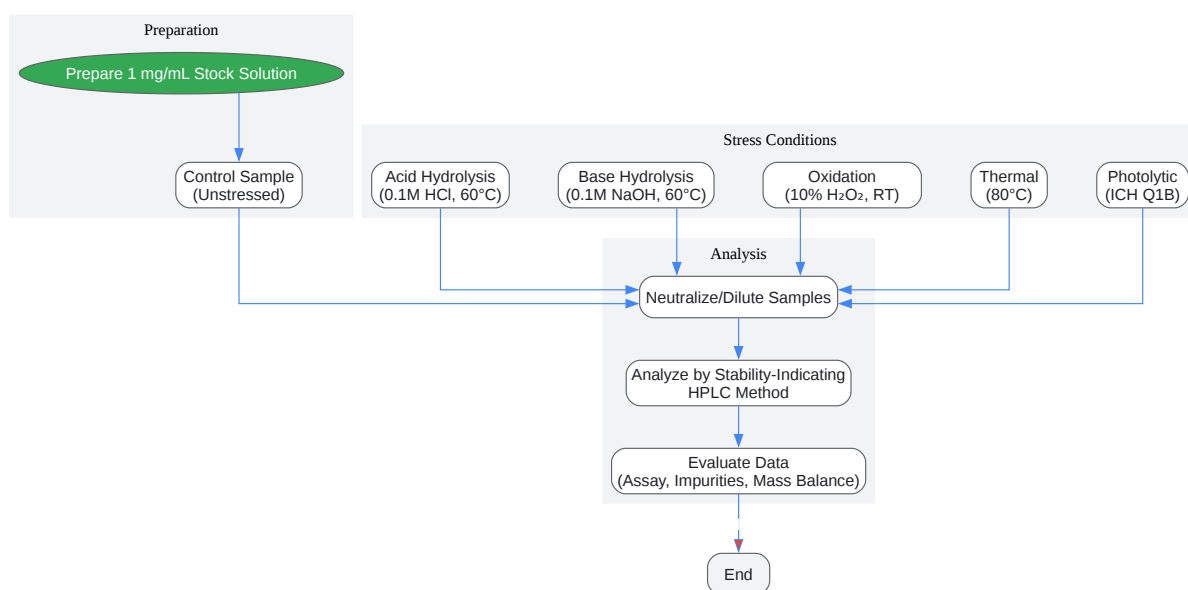 Preparation
Prepare 1 mg/mL Stock Solution
Control Sample
(Unstressed)
Stress Conditions
Acid Hydrolysis
(0.1M HCl, 60°C)
Base Hydrolysis
(0.1M NaOH, 60°C)
Oxidation
(10% H₂O₂, RT)
Thermal
(80°C)
Photolytic
(ICH Q1B)
Analysis
Neutralize/Dilute Samples
Analyze by Stability-Indicating
HPLC Method
Evaluate Data
(Assay, Impurities, Mass Balance)
End